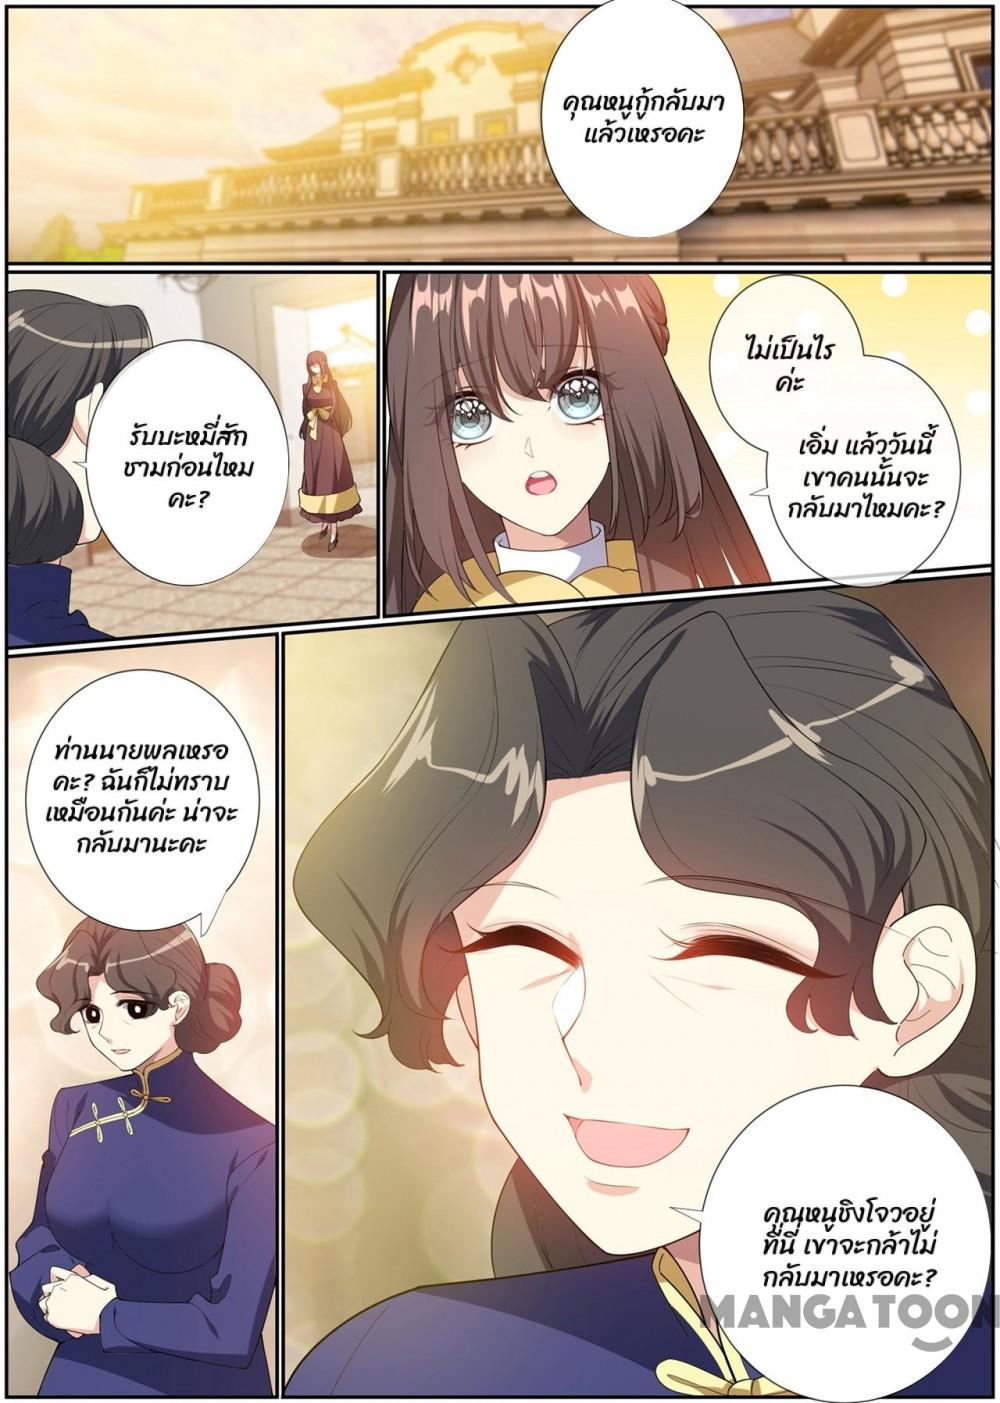 คุณหนูกู้กลับมา
แล้วเหรอคะ
รับบะหมี่สัก
ชามก่อนไหม
คะ?
ไม่เป็นไร
ค่ะ
เอิ่ม แล้ววันนี้
เขาคนนั้นจะ
กลับมาไหมคะ?
ท่านนายพลเหรอ
คะ? ฉันก็ไม่ทราบ
เหมือนกันค่ะ น่าจะ
กลับมานะคะ
คุณหนูชิงโจวอยู่
ที่นี่ เขาจะกล้าไม่
กลับมาเหรอคะ?
MANGATOON